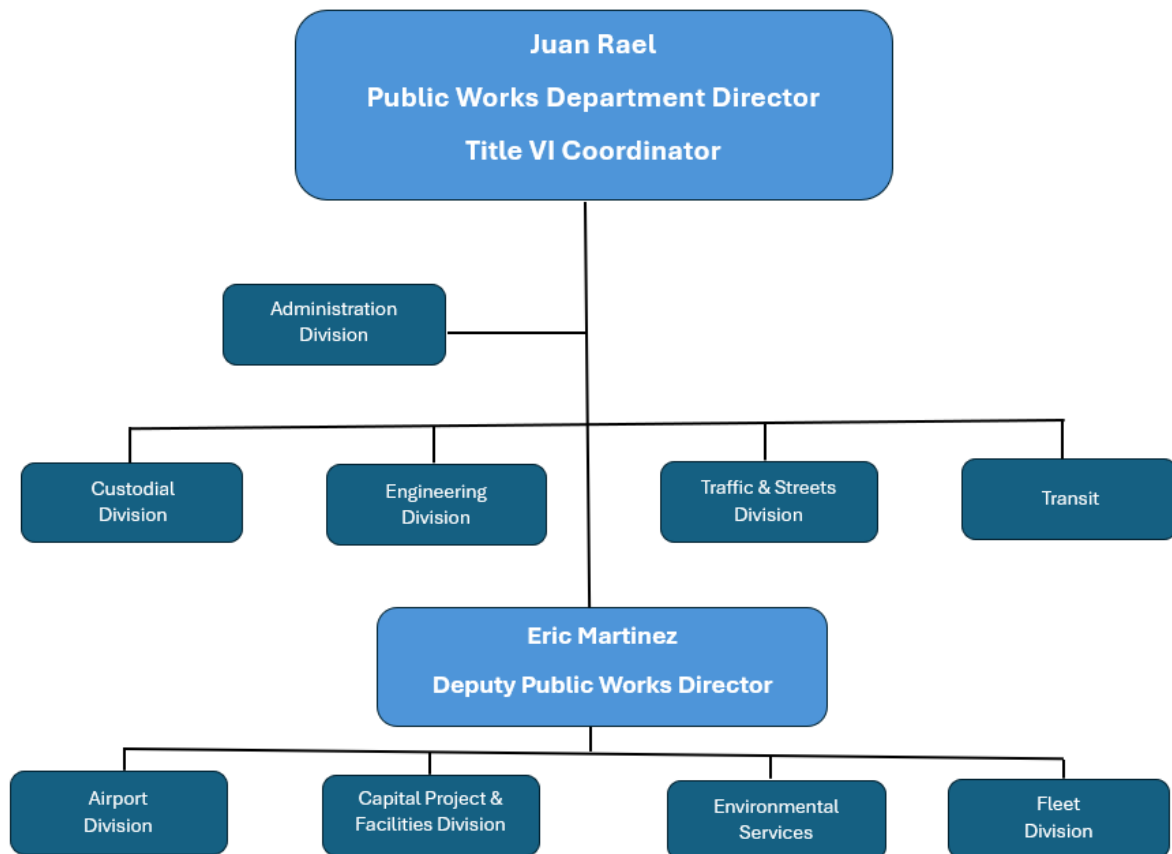 Juan Rael
Public Works Department Director
Title VI Coordinator
Administration
Division
Custodial
Division
Engineering
Division
Traffic & Streets
Division
Transit
Eric Martinez
Deputy Public Works Director
Airport
Division
Capital Project &
Facilities Division
Environmental
Services
Fleet
Division